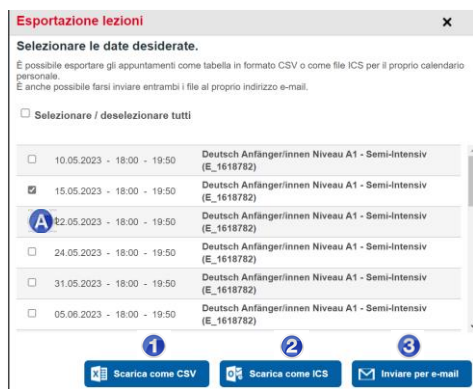 Esportazione lezioni
Selezionare le date desiderate.
È possibile esportare gli appuntamenti come tabella in formato CSV o come file ICS per il proprio calendario
personale.
È anche possibile farsi inviare entrambi i file al proprio indirizzo e-mail.
Selezionare / deselezionare tutti
10.05.2023 - 18:00 - 19:50 Deutsch Anfänger/innen Niveau A1 - Semi-Intensiv
(E_1618782)
15.05.2023 - 18:00 - 19:50 Deutsch Anfänger/innen Niveau A1 - Semi-Intensiv
(E_1618782)
A 22.05.2023 - 18:00 - 19:50 Deutsch Anfänger/innen Niveau A1 - Semi-Intensiv
(E_1618782)
24.05.2023 - 18:00 - 19:50 Deutsch Anfänger/innen Niveau A1 - Semi-Intensiv
(E_1618782)
31.05.2023 - 18:00 - 19:50 Deutsch Anfänger/innen Niveau A1 - Semi-Intensiv
(E_1618782)
05.06.2023 - 18:00 - 19:50 Deutsch Anfänger/innen Niveau A1 - Semi-Intensiv
(E_1618782)
1 2 3
Scarica come CSV Scarica come ICS Inviare per e-mail